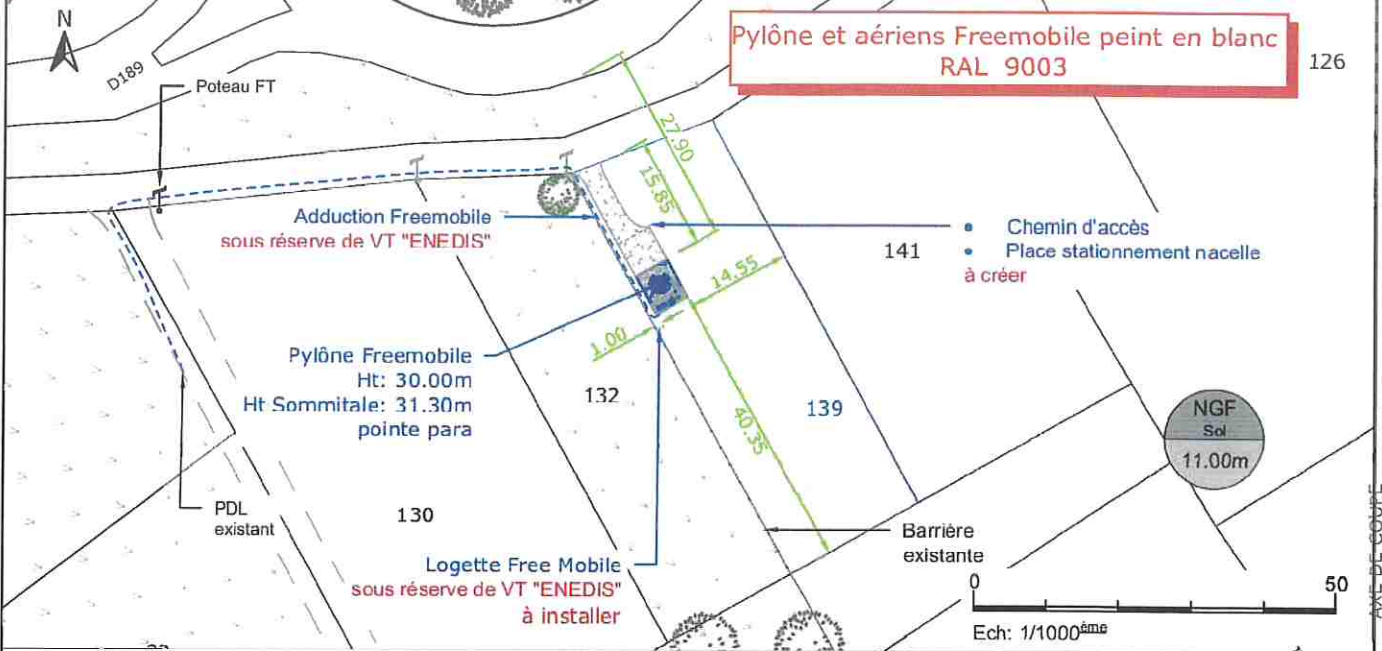 N
D189
Poteau FT
Pylône et aériens Freemobile peint en blanc
RAL 9003
126
27.90
15.85
Adduction Freemobile
sous réserve de VT "ENEDIS"
• Chemin d'accès
• Place stationnement nacelle
à créer
141
14.55
1.00
Pylône Freemobile
Ht: 30.00m
Ht Sommitale: 31.30m
pointe para
132
139
40.35
NGF
Sol
11.00m
PDL
existant
130
Barrière
existante
Logette Free Mobile
sous réserve de VT "ENEDIS"
à installer
0
50
Ech: 1/1000ème
AXE DE COUPE